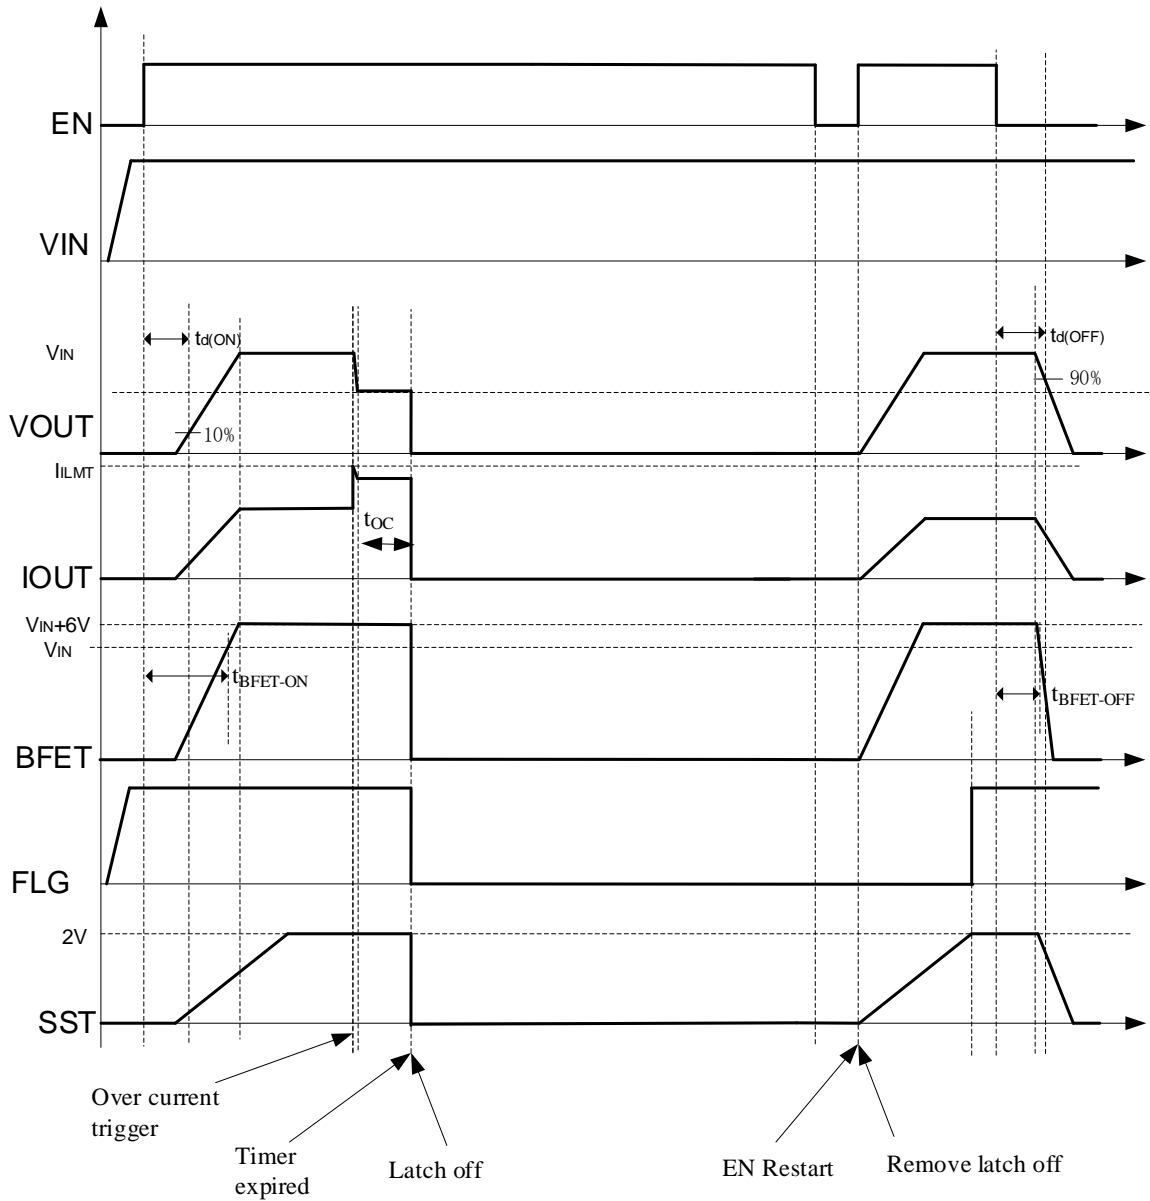 EN
VIN
td(ON)
VIN
td(OFF)
90%
VOUT
10%
IILMT
tOC
IOUT
VIN+6V
VIN
tBFET-ON
tBFET-OFF
BFET
FLG
2V
SST
Over current
trigger
Timer
expired
Latch off
EN Restart
Remove latch off